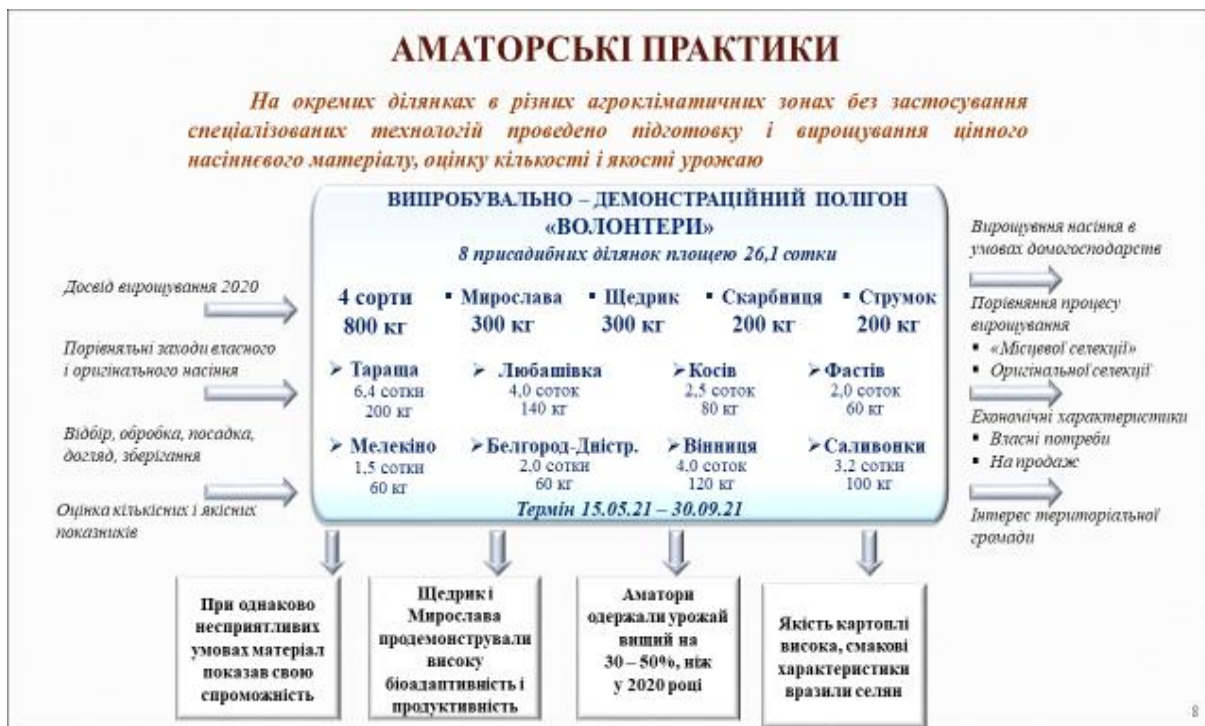 АМАТОРСЬКІ ПРАКТИКИ
На окремих ділянках в різних агрокліматичних зонах без застосування
спеціалізованих технологій проведено підготовку і вирощування цінного
насіннєвого матеріалу, оцінку кількості і якості урожаю
Досвід вирощування 2020
Порівняльні заходи власного
і оригінального насіння
Відбір, обробка, посадка,
догляд, зберігання
Оцінка кількісних і якісних
показників
ВИПРОБУВАЛЬНО – ДЕМОНСТРАЦІЙНИЙ ПОЛІГОН
«ВОЛОНТЕРИ»
8 присадибних ділянок площею 26,1 сотки
4 сорти ▪ Мирослава ▪ Щедрик ▪ Скарбниця ▪ Струмок
800 кг 300 кг 300 кг 200 кг 200 кг
➢ Тараща ➢ Любашівка ➢ Косів ➢ Фастів
6,4 сотки 4,0 соток 2,5 соток 2,0 соток
200 кг 140 кг 80 кг 60 кг
➢ Мелекіно ➢ Белгород-Дністр. ➢ Вінниця ➢ Саливонки
1,5 сотки 2,0 сотки 4,0 соток 3,2 сотки
60 кг 60 кг 120 кг 100 кг
Термін 15.05.21 – 30.09.21
Вирощувння насіння в
умовах домогосподарств
Порівняння процесу
вирощування
▪ «Місцевої селекції»
▪ Оригінальної селекції
Економічні характеристики
▪ Власні потреби
▪ На продаж
Інтерес територіальної
громади
При однаково
несприятливих
умовах матеріал
показав свою
спроможність
Щедрик і
Мирослава
продемонстрували
високу
біоадаптивність і
продуктивність
Аматори
одержали урожай
вищий на
30 – 50%, ніж
у 2020 році
Якість картоплі
висока, смакові
характеристики
вразили селян
8